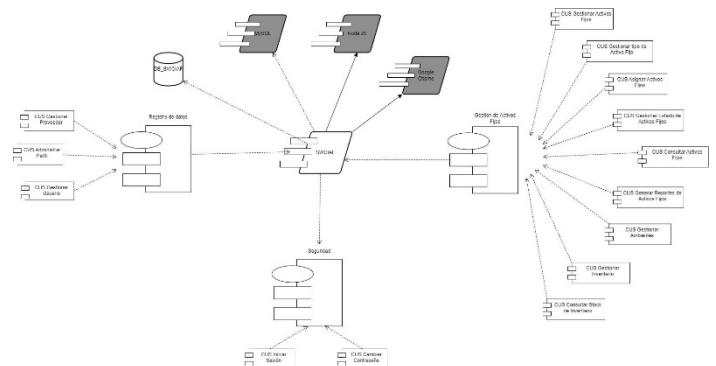 CUS Gestionar Activos
Fijos
MySQL
Node JS
CUS Gestionar tipo de
Activo Fijo
DB_SVICIAF
Google
Chrome
CUS Asignar Activos
Fijos
CUS Gestionar
Proveedor
Registro de datos
Gestion de Activos
Fijos
CUS Gestionar Estado de
Activos Fijos
CUS Administrar
Perfil
CUS Consultar Activos
Fijos
CUS Gestionar
Usuario
CUS Generar Reportes de
Activos Fijos
CUS Gestionar
Ambientes
Seguridad
CUS Gestionar
Inventario
CUS Consultar Stock
de Inventario
CUS Iniciar
Sesión
CUS Cambiar
Contraseña